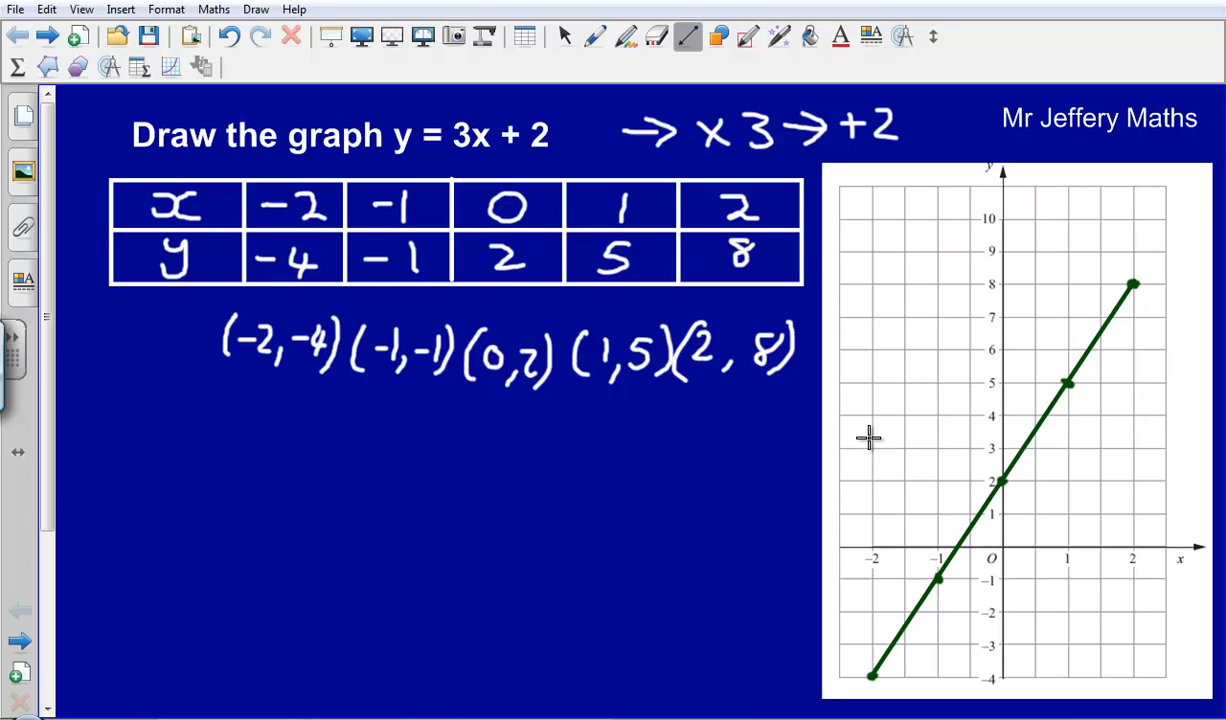 File Edit View Insert Format Maths Draw Help
Draw the graph y = 3x + 2
→ × 3 → + 2
Mr Jeffery Maths
x -2 -1 0 1 2
y -4 -1 2 5 8
(-2,-4) (-1,-1) (0,2) (1,5) (2, 8)
y
10
9
8
7
6
5
4
3
2
1
-2 -1 O 1 2 x
-1
-2
-3
-4